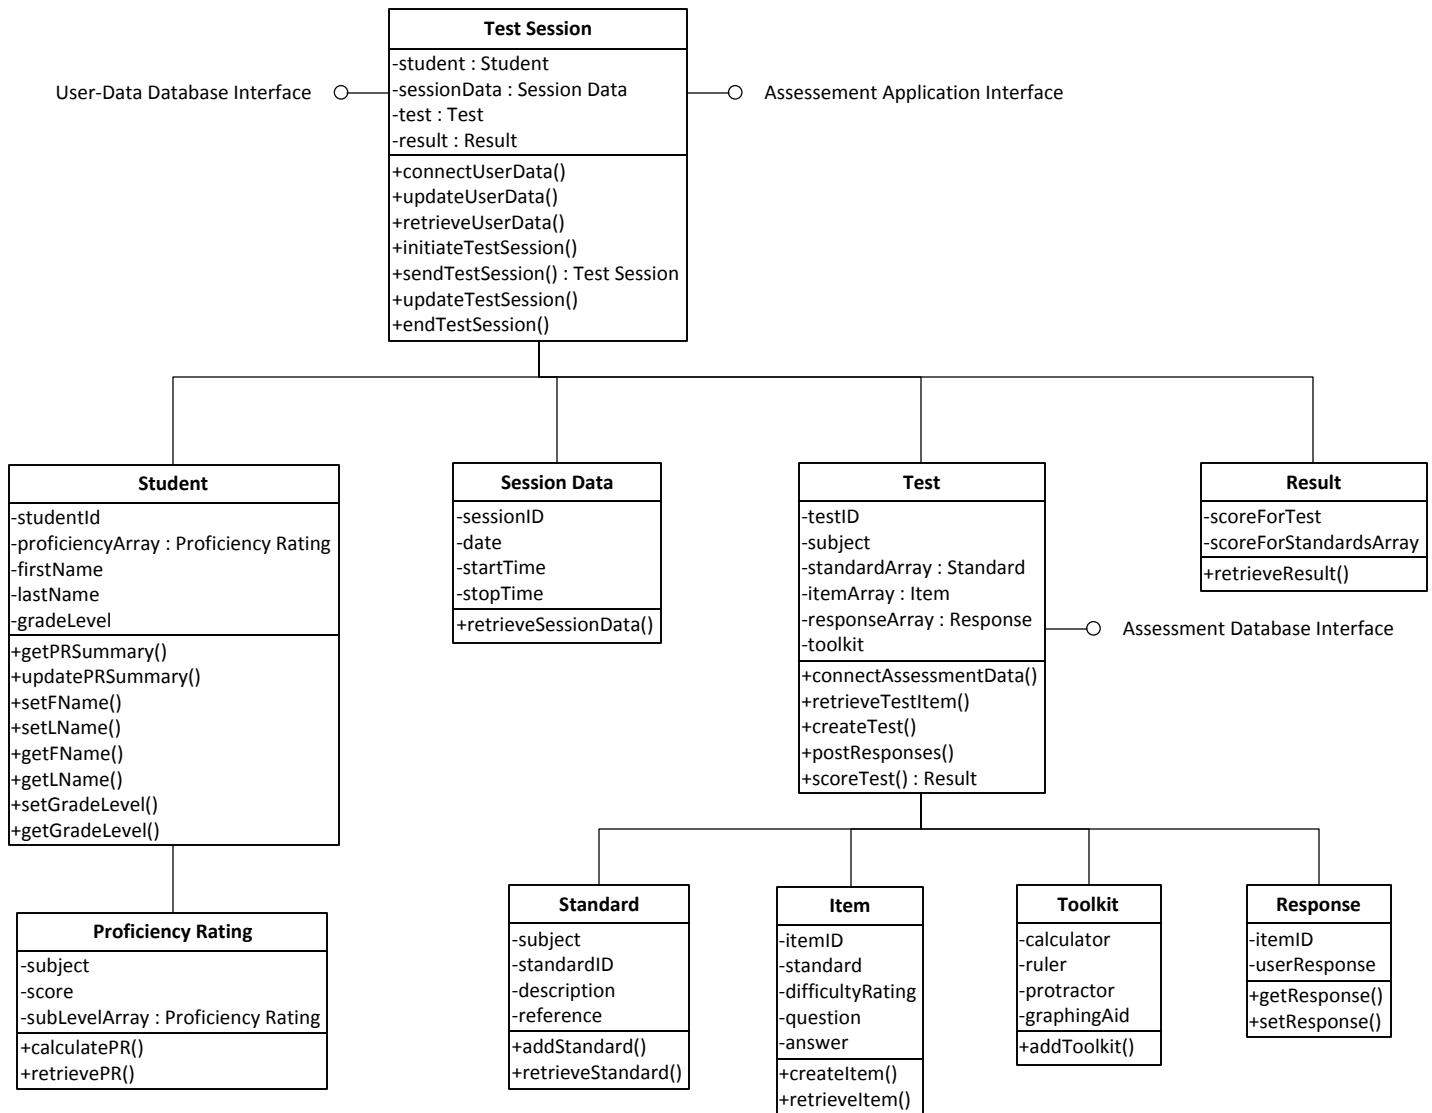 Test Session
-student : Student
-sessionData : Session Data
-test : Test
-result : Result
+connectUserData()
+updateUserData()
+retrieveUserData()
+initiateTestSession()
+sendTestSession() : Test Session
+updateTestSession()
+endTestSession()
User-Data Database Interface
Assessement Application Interface
Student
-studentId
-proficiencyArray : Proficiency Rating
-firstName
-lastName
-gradeLevel
+getPRSummary()
+updatePRSummary()
+setFName()
+setLName()
+getFName()
+getLName()
+setGradeLevel()
+getGradeLevel()
Session Data
-sessionID
-date
-startTime
-stopTime
+retrieveSessionData()
Test
-testID
-subject
-standardArray : Standard
-itemArray : Item
-responseArray : Response
-toolkit
+connectAssessmentData()
+retrieveTestItem()
+createTest()
+postResponses()
+scoreTest() : Result
Assessment Database Interface
Result
-scoreForTest
-scoreForStandardsArray
+retrieveResult()
Proficiency Rating
-subject
-score
-subLevelArray : Proficiency Rating
+calculatePR()
+retrievePR()
Standard
-subject
-standardID
-description
-reference
+addStandard()
+retrieveStandard()
Item
-itemID
-standard
-difficultyRating
-question
-answer
+createItem()
+retrieveItem()
Toolkit
-calculator
-ruler
-protractor
-graphingAid
+addToolkit()
Response
-itemID
-userResponse
+getResponse()
+setResponse()